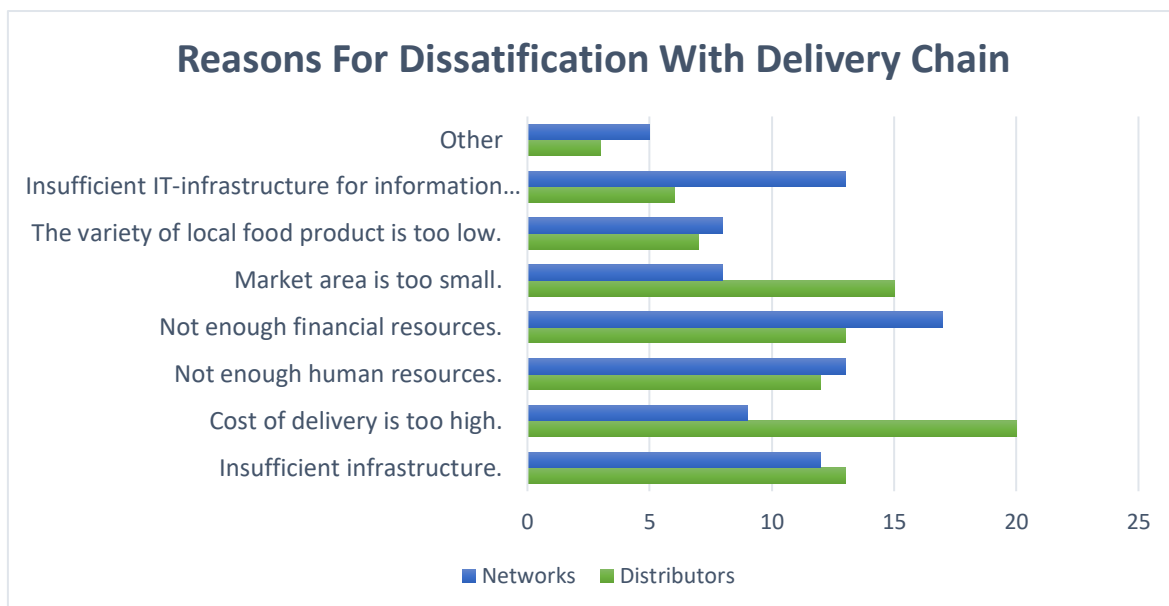 Reasons For Dissatification With Delivery Chain
Other
Insufficient IT-infrastructure for information...
The variety of local food product is too low.
Market area is too small.
Not enough financial resources.
Not enough human resources.
Cost of delivery is too high.
Insufficient infrastructure.
0 5 10 15 20 25
Networks Distributors